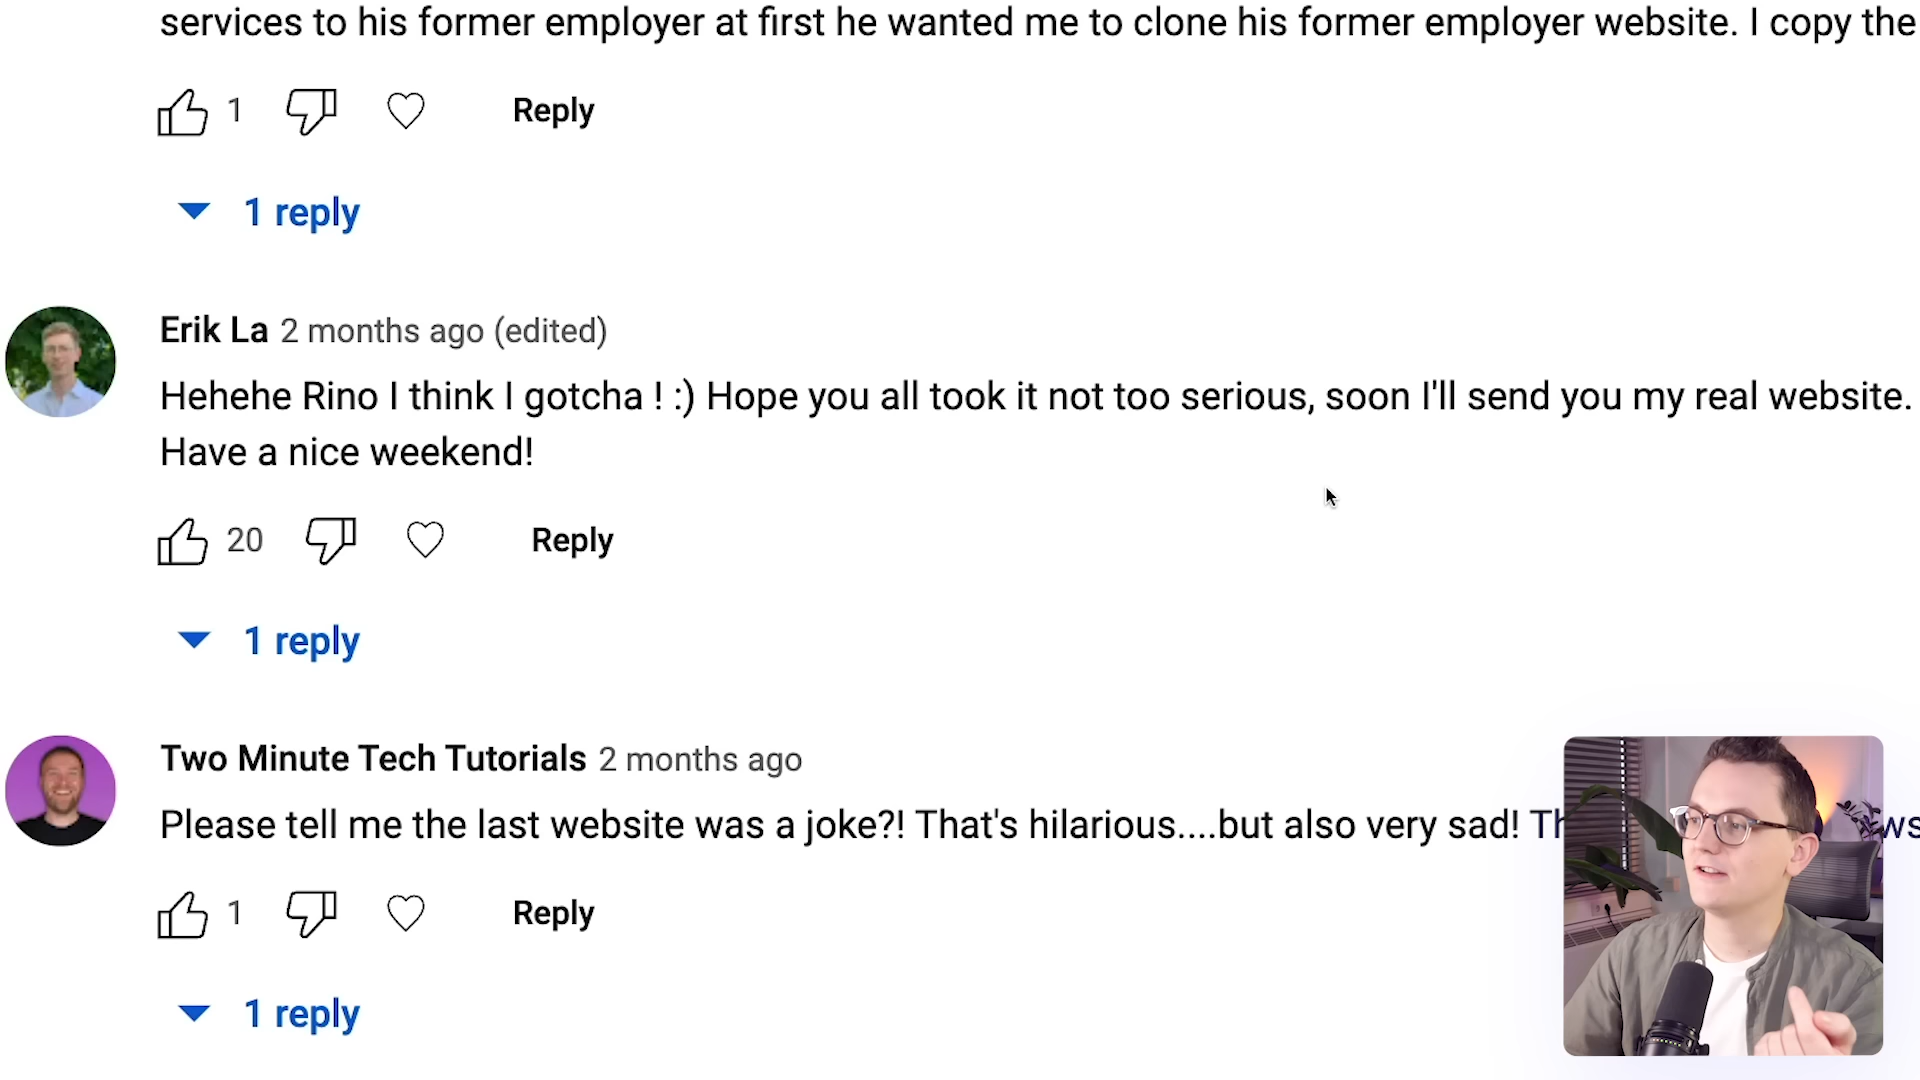 services to his former employer at first he wanted me to clone his former employer website. I copy the
1 Reply
1 reply
Erik La 2 months ago (edited)
Hehehe Rino I think I gotcha ! :) Hope you all took it not too serious, soon I'll send you my real website.
Have a nice weekend!
20 Reply
1 reply
Two Minute Tech Tutorials 2 months ago
Please tell me the last website was a joke?! That's hilarious....but also very sad!
1 Reply
1 reply